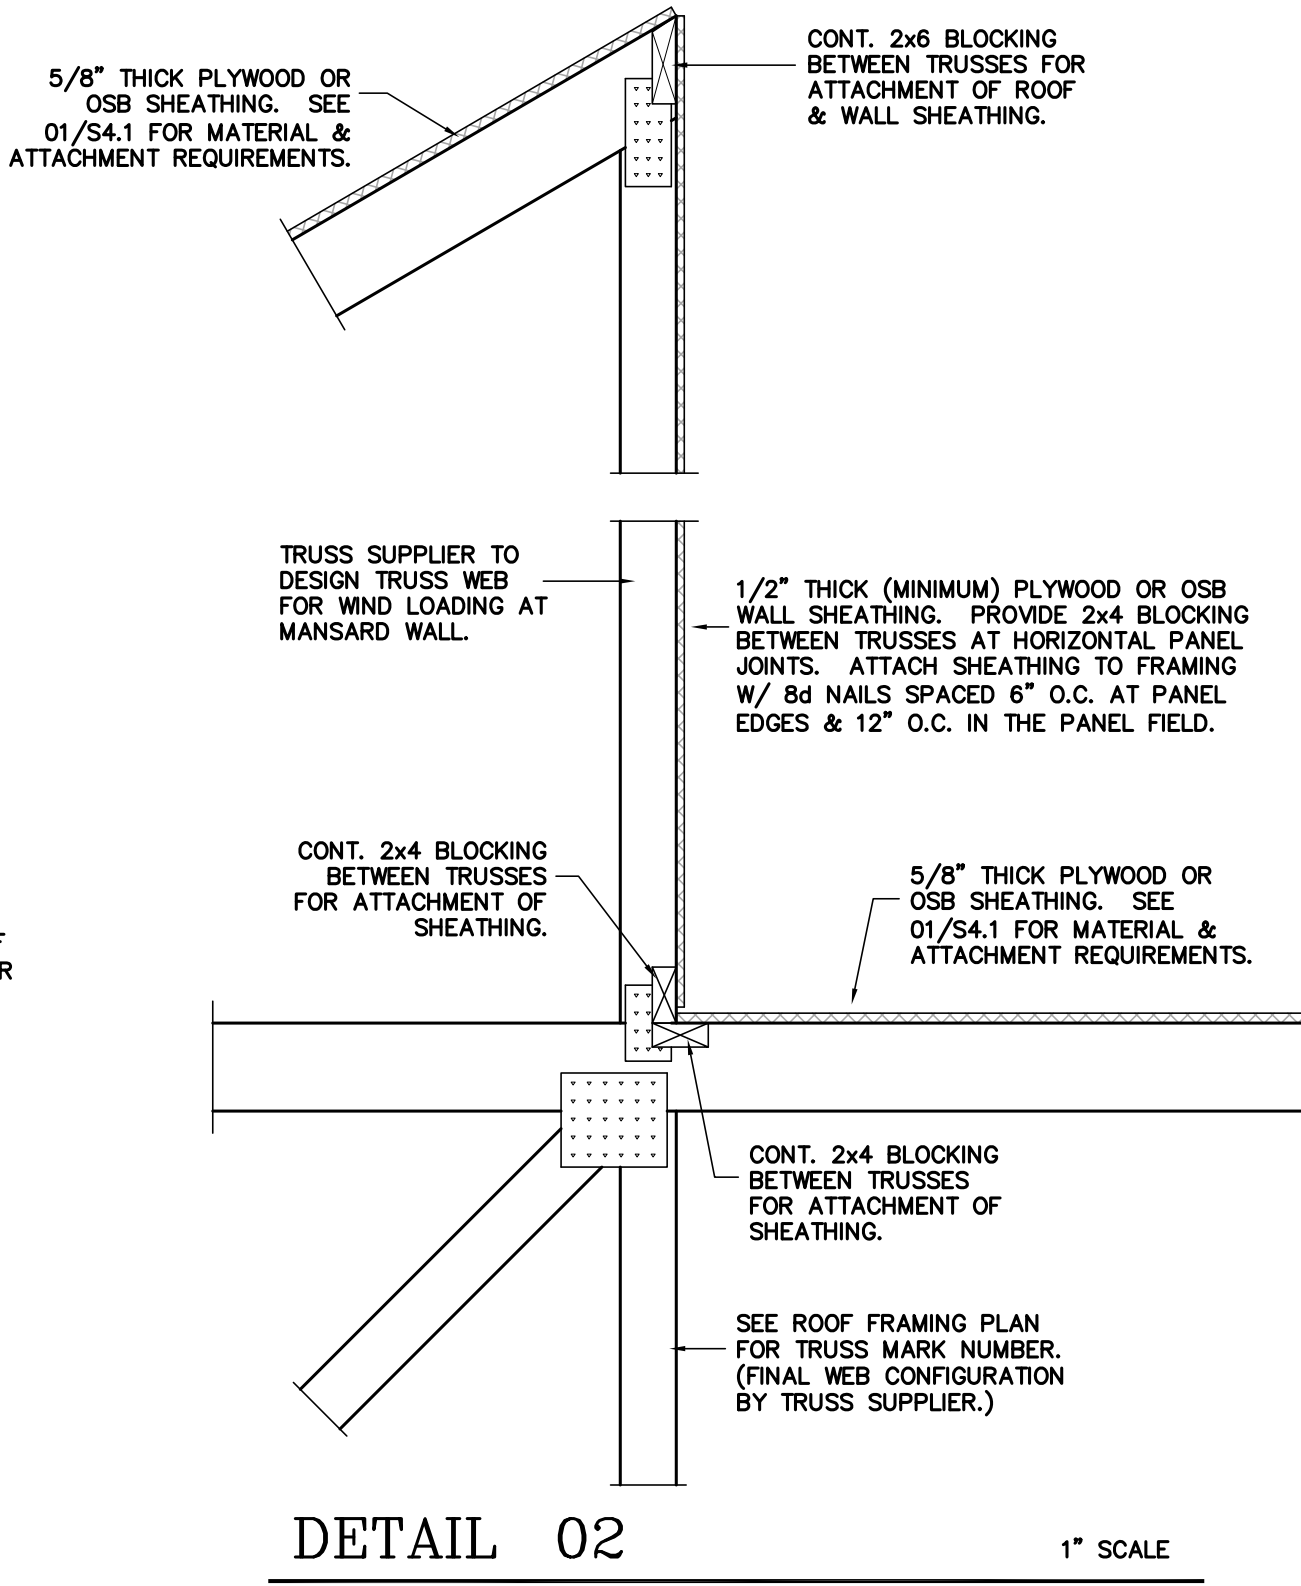 CONT. 2x6 BLOCKING
BETWEEN TRUSSES FOR
ATTACHMENT OF ROOF
& WALL SHEATHING.
5/8" THICK PLYWOOD OR
OSB SHEATHING. SEE
01/S4.1 FOR MATERIAL &
ATTACHMENT REQUIREMENTS.
TRUSS SUPPLIER TO
DESIGN TRUSS WEB
FOR WIND LOADING AT
MANSARD WALL.
1/2" THICK (MINIMUM) PLYWOOD OR OSB
WALL SHEATHING. PROVIDE 2x4 BLOCKING
BETWEEN TRUSSES AT HORIZONTAL PANEL
JOINTS. ATTACH SHEATHING TO FRAMING
W/ 8d NAILS SPACED 6" O.C. AT PANEL
EDGES & 12" O.C. IN THE PANEL FIELD.
CONT. 2x4 BLOCKING
BETWEEN TRUSSES
FOR ATTACHMENT OF
SHEATHING.
5/8" THICK PLYWOOD OR
OSB SHEATHING. SEE
01/S4.1 FOR MATERIAL &
ATTACHMENT REQUIREMENTS.
R
CONT. 2x4 BLOCKING
BETWEEN TRUSSES
FOR ATTACHMENT OF
SHEATHING.
SEE ROOF FRAMING PLAN
FOR TRUSS MARK NUMBER.
(FINAL WEB CONFIGURATION
BY TRUSS SUPPLIER.)
DETAIL 02
1" SCALE